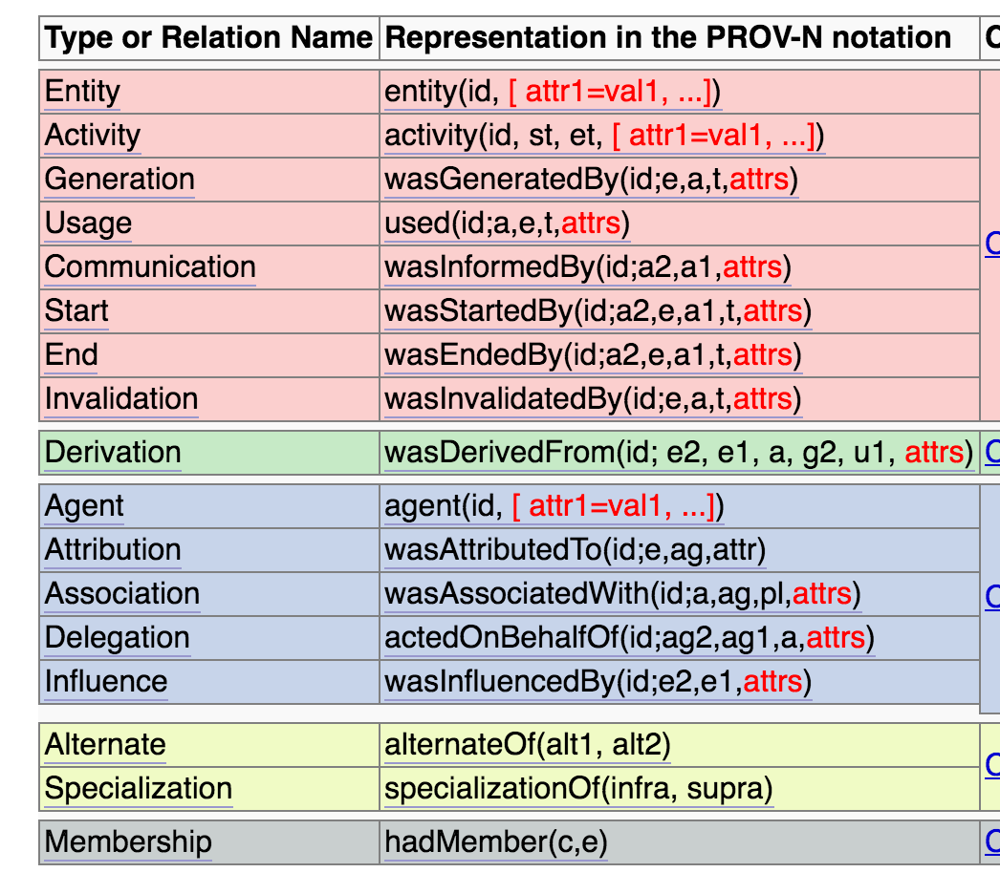 Type or Relation Name Representation in the PROV-N notation C
Entity entity(id, [ attr1=val1, ...])
Activity activity(id, st, et, [ attr1=val1, ...])
Generation wasGeneratedBy(id;e,a,t,attrs)
Usage used(id;a,e,t,attrs)
C
Communication wasInformedBy(id;a2,a1,attrs)
Start wasStartedBy(id;a2,e,a1,t,attrs)
End wasEndedBy(id;a2,e,a1,t,attrs)
Invalidation wasInvalidatedBy(id;e,a,t,attrs)
Derivation wasDerivedFrom(id; e2, e1, a, g2, u1, attrs) C
Agent agent(id, [ attr1=val1, ...])
Attribution wasAttributedTo(id;e,ag,attr)
Association wasAssociatedWith(id;a,ag,pl,attrs) C
Delegation actedOnBehalfOf(id;ag2,ag1,a,attrs)
Influence wasInfluencedBy(id;e2,e1,attrs)
Alternate alternateOf(alt1, alt2)
C
Specialization specializationOf(infra, supra)
Membership hadMember(c,e) C